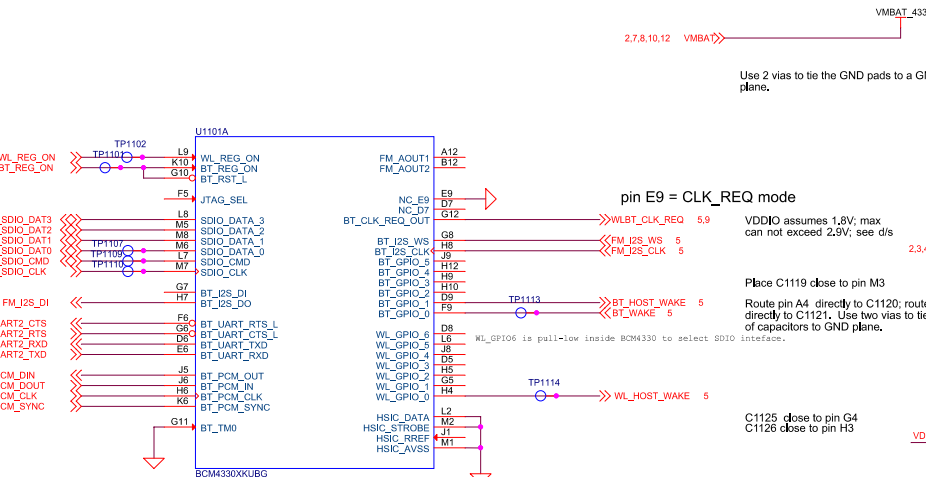 VMBAT_433
2,7,8,10,12 VMBAT
Use 2 vias to tie the GND pads to a G
plane.
U1101A
TP1102
WL_REG_ON TP1101 L9 WL_REG_ON FM_AOUT1 A12
BT_REG_ON K10 BT_REG_ON FM_AOUT2 B12
G10 BT_RST_L
F5 JTAG_SEL NC_E9 E9
pin E9 = CLK_REQ mode
NC_D7 D7
SDIO_DAT3 L8 SDIO_DATA_3 BT_CLK_REQ_OUT G12 WLBT_CLK_REQ 5,9
SDIO_DAT2 M5 SDIO_DATA_2
SDIO_DAT1 M8 SDIO_DATA_1 BT_I2S_WS G8 FM_I2S_WS 5
SDIO_DAT0 TP1107 M6 SDIO_DATA_0 BT_I2S_CLK H8 FM_I2S_CLK 5
SDIO_CMD TP1109 L7 SDIO_CMD BT_GPIO_5 J9
SDIO_CLK TP1110 M7 SDIO_CLK BT_GPIO_4 H12
BT_GPIO_3 H9
G7 BT_I2S_DI BT_GPIO_2 H10
FM_I2S_DI H7 BT_I2S_DO BT_GPIO_1 D9 TP1113 BT_HOST_WAKE 5
BT_GPIO_0 F9 BT_WAKE 5
VDDIO assumes 1.8V; max
can not exceed 2.9V; see d/s
2,3,4
Place C1119 close to pin M3
Route pin A4 directly to C1120; route
directly to C1121. Use two vias to tie
of capacitors to GND plane.
ART2_CTS F6 BT_UART_RTS_L
ART2_RTS G6 BT_UART_CTS_L WL_GPIO_6 D8
ART2_RXD D6 BT_UART_TXD WL_GPIO_5 L6
ART2_TXD E6 BT_UART_RXD WL_GPIO_4 J8
WL_GPIO6 is pull-low inside BCM4330 to select SDIO inteface.
WL_GPIO_3 D5
CM_DIN J5 BT_PCM_OUT WL_GPIO_2 H5
CM_DOUT J6 BT_PCM_IN WL_GPIO_1 G5
CM_CLK H6 BT_PCM_CLK WL_GPIO_0 H4 TP1114 WL_HOST_WAKE 5
CM_SYNC K6 BT_PCM_SYNC
HSIC_DATA L2
G11 BT_TM0 HSIC_STROBE M2
HSIC_RREF J1
HSIC_AVSS M1
C1125 close to pin G4
C1126 close to pin H3
VD
BCM4330XKUBG